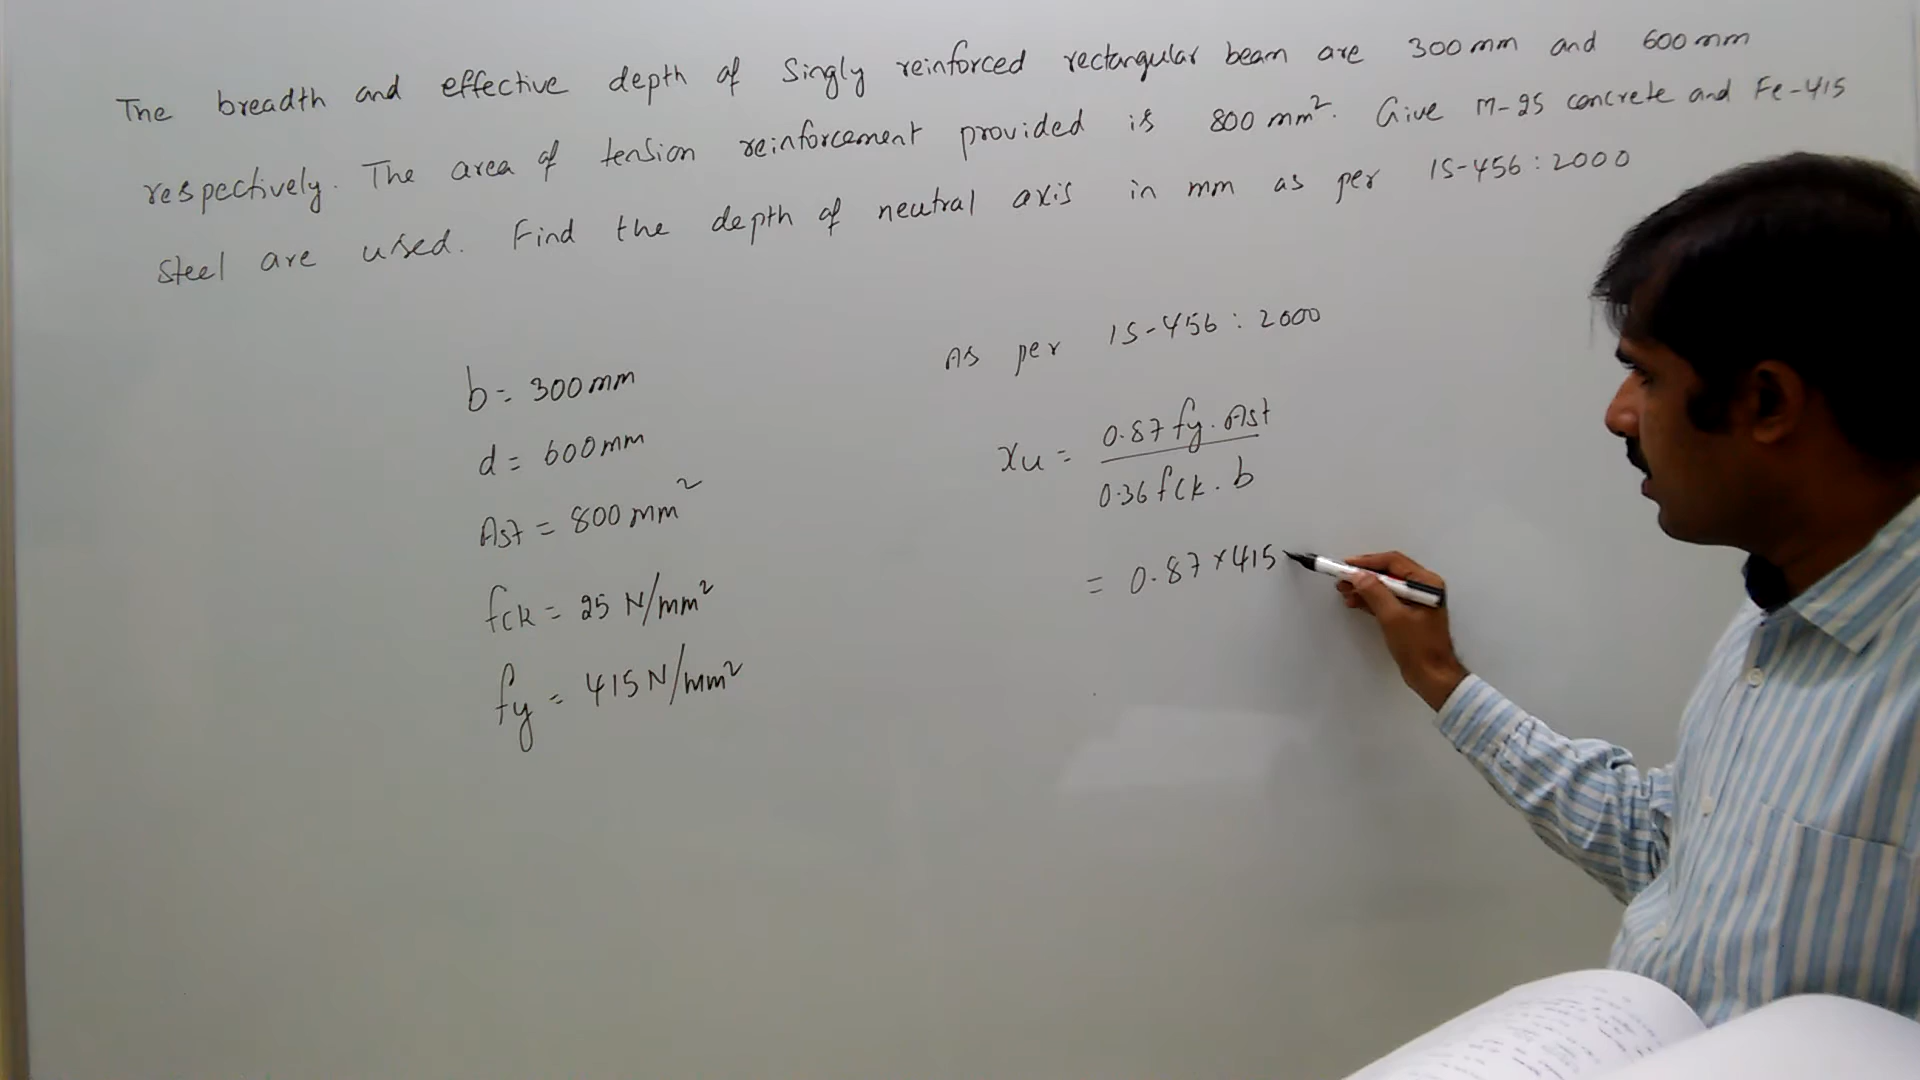 The breadth and effective depth of Singly reinforced rectangular beam are 300mm and 600mm
respectively. The area of tension reinforcement provided is 800 mm². Give M-25 concrete and Fe-415
Steel are used. Find the depth of neutral axis in mm as per IS-456:2000
b = 300mm
d = 600mm
Ast = 800mm²
fck = 25 N/mm²
fy = 415 N/mm²
As per IS-456:2000
xu = 0.87 fy. Ast
0.36 fck. b
= 0.87 × 415